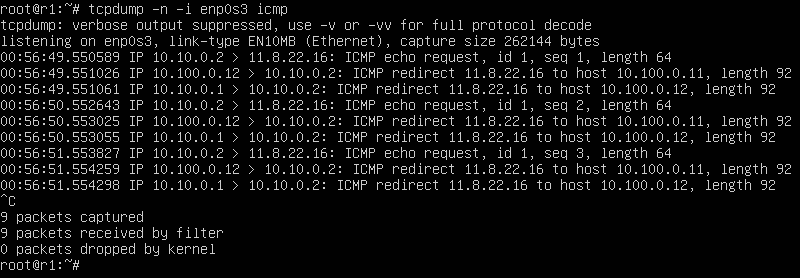 root@r1:~# tcpdump -n -i enp0s3 icmp
tcpdump: verbose output suppressed, use -v or -vv for full protocol decode
listening on enp0s3, link-type EN10MB (Ethernet), capture size 262144 bytes
00:56:49.550589 IP 10.10.0.2 > 11.8.22.16: ICMP echo request, id 1, seq 1, length 64
00:56:49.551026 IP 10.100.0.12 > 10.10.0.2: ICMP redirect 11.8.22.16 to host 10.100.0.11, length 92
00:56:49.551061 IP 10.10.0.1 > 10.10.0.2: ICMP redirect 11.8.22.16 to host 10.100.0.12, length 92
00:56:50.552643 IP 10.10.0.2 > 11.8.22.16: ICMP echo request, id 1, seq 2, length 64
00:56:50.553025 IP 10.100.0.12 > 10.10.0.2: ICMP redirect 11.8.22.16 to host 10.100.0.11, length 92
00:56:50.553055 IP 10.10.0.1 > 10.10.0.2: ICMP redirect 11.8.22.16 to host 10.100.0.12, length 92
00:56:51.553827 IP 10.10.0.2 > 11.8.22.16: ICMP echo request, id 1, seq 3, length 64
00:56:51.554259 IP 10.100.0.12 > 10.10.0.2: ICMP redirect 11.8.22.16 to host 10.100.0.11, length 92
00:56:51.554298 IP 10.10.0.1 > 10.10.0.2: ICMP redirect 11.8.22.16 to host 10.100.0.12, length 92
^C
9 packets captured
9 packets received by filter
0 packets dropped by kernel
root@r1:~#